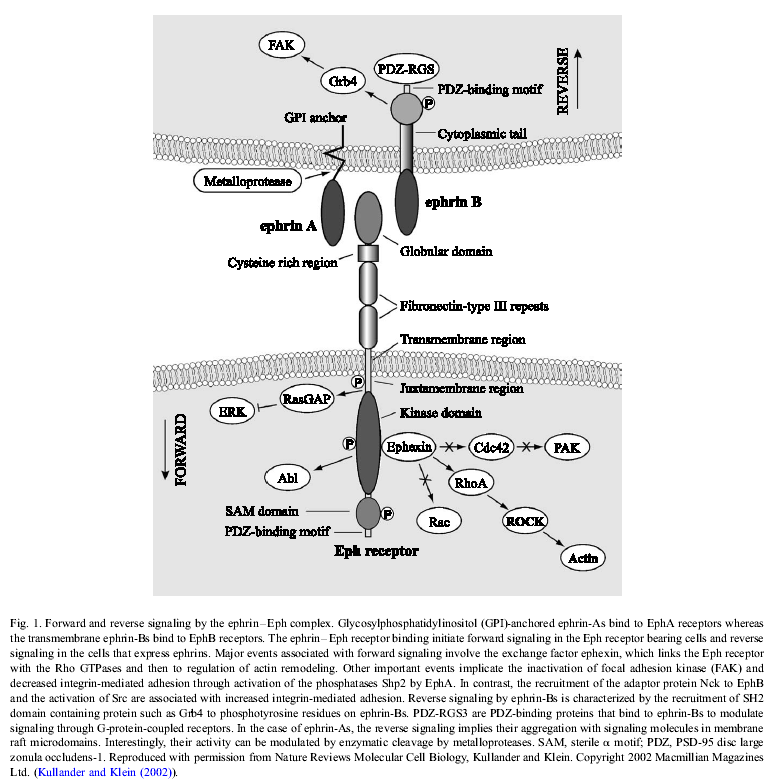 FAK
PDZ-RGS
Grb4
PDZ-binding motif
P
REVERSE
GPI anchor
Cytoplasmic tail
Metalloprotease
ephrin B
ephrin A
Globular domain
Cysteine rich region
Fibronectin-type III repeats
Transmembrane region
P
Juxtamembrane region
RasGAP
ERK
Kinase domain
FORWARD
P
Ephexin
Cdc42
PAK
Abl
RhoA
SAM domain
P
Rac
ROCK
PDZ-binding motif
Eph receptor
Actin
Fig. 1. Forward and reverse signaling by the ephrin–Eph complex. Glycosylphosphatidylinositol (GPI)-anchored ephrin-As bind to EphA receptors whereas
the transmembrane ephrin-Bs bind to EphB receptors. The ephrin–Eph receptor binding initiate forward signaling in the Eph receptor bearing cells and reverse
signaling in the cells that express ephrins. Major events associated with forward signaling involve the exchange factor ephexin, which links the Eph receptor
with the Rho GTPases and then to regulation of actin remodeling. Other important events implicate the inactivation of focal adhesion kinase (FAK) and
decreased integrin-mediated adhesion through activation of the phosphatases Shp2 by EphA. In contrast, the recruitment of the adaptor protein Nck to EphB
and the activation of Src are associated with increased integrin-mediated adhesion. Reverse signaling by ephrin-Bs is characterized by the recruitment of SH2
domain containing protein such as Grb4 to phosphotyrosine residues on ephrin-Bs. PDZ-RGS3 are PDZ-binding proteins that bind to ephrin-Bs to modulate
signaling through G-protein-coupled receptors. In the case of ephrin-As, the reverse signaling implies their aggregation with signaling molecules in membrane
raft microdomains. Interestingly, their activity can be modulated by enzymatic cleavage by metalloproteases. SAM, sterile α motif; PDZ, PSD-95 disc large
zonula occludens-1. Reproduced with permission from Nature Reviews Molecular Cell Biology, Kullander and Klein. Copyright 2002 Macmillian Magazines
Ltd. (Kullander and Klein (2002)).